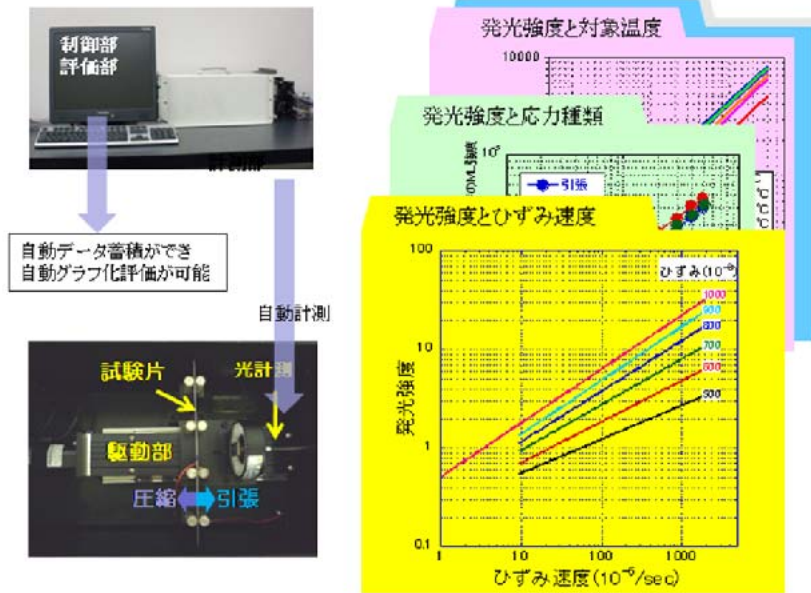 制御部
評価部
計測部
自動データ蓄積ができ
自動グラフ化評価が可能
自動計測
試験片
光計測
駆動部
圧縮
引張
発光強度と対象温度
10000
発光強度と応力種類
10⁵
引張
発光強度とひずみ速度
100
ひずみ(10⁻⁶)
1000
900
800
700
600
500
10
1
0.1
発光強度
1
10
100
1000
ひずみ速度(10⁻⁶/sec)